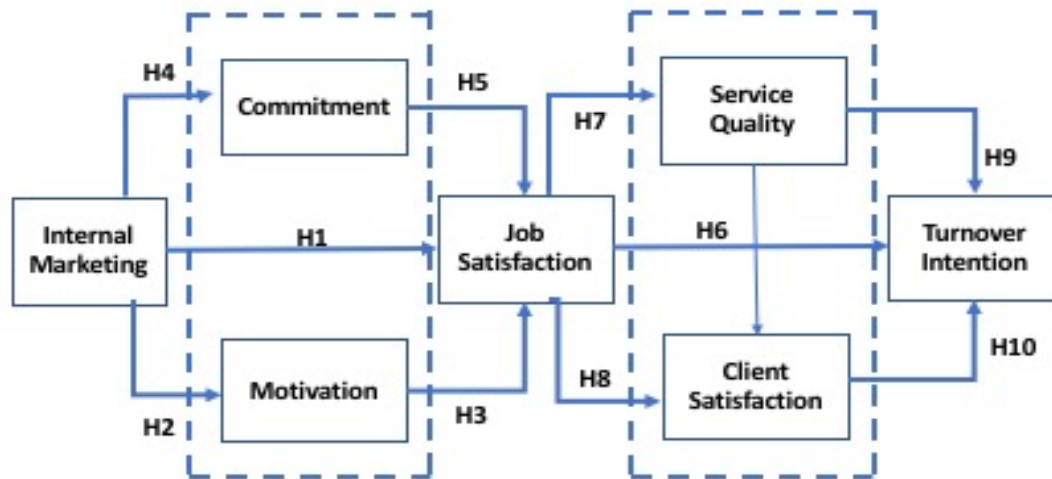 H4
Commitment
H5
H7
Service
Quality
H9
Internal
Marketing
H1
Job
Satisfaction
H6
Turnover
Intention
H2
Motivation
H3
H8
Client
Satisfaction
H10